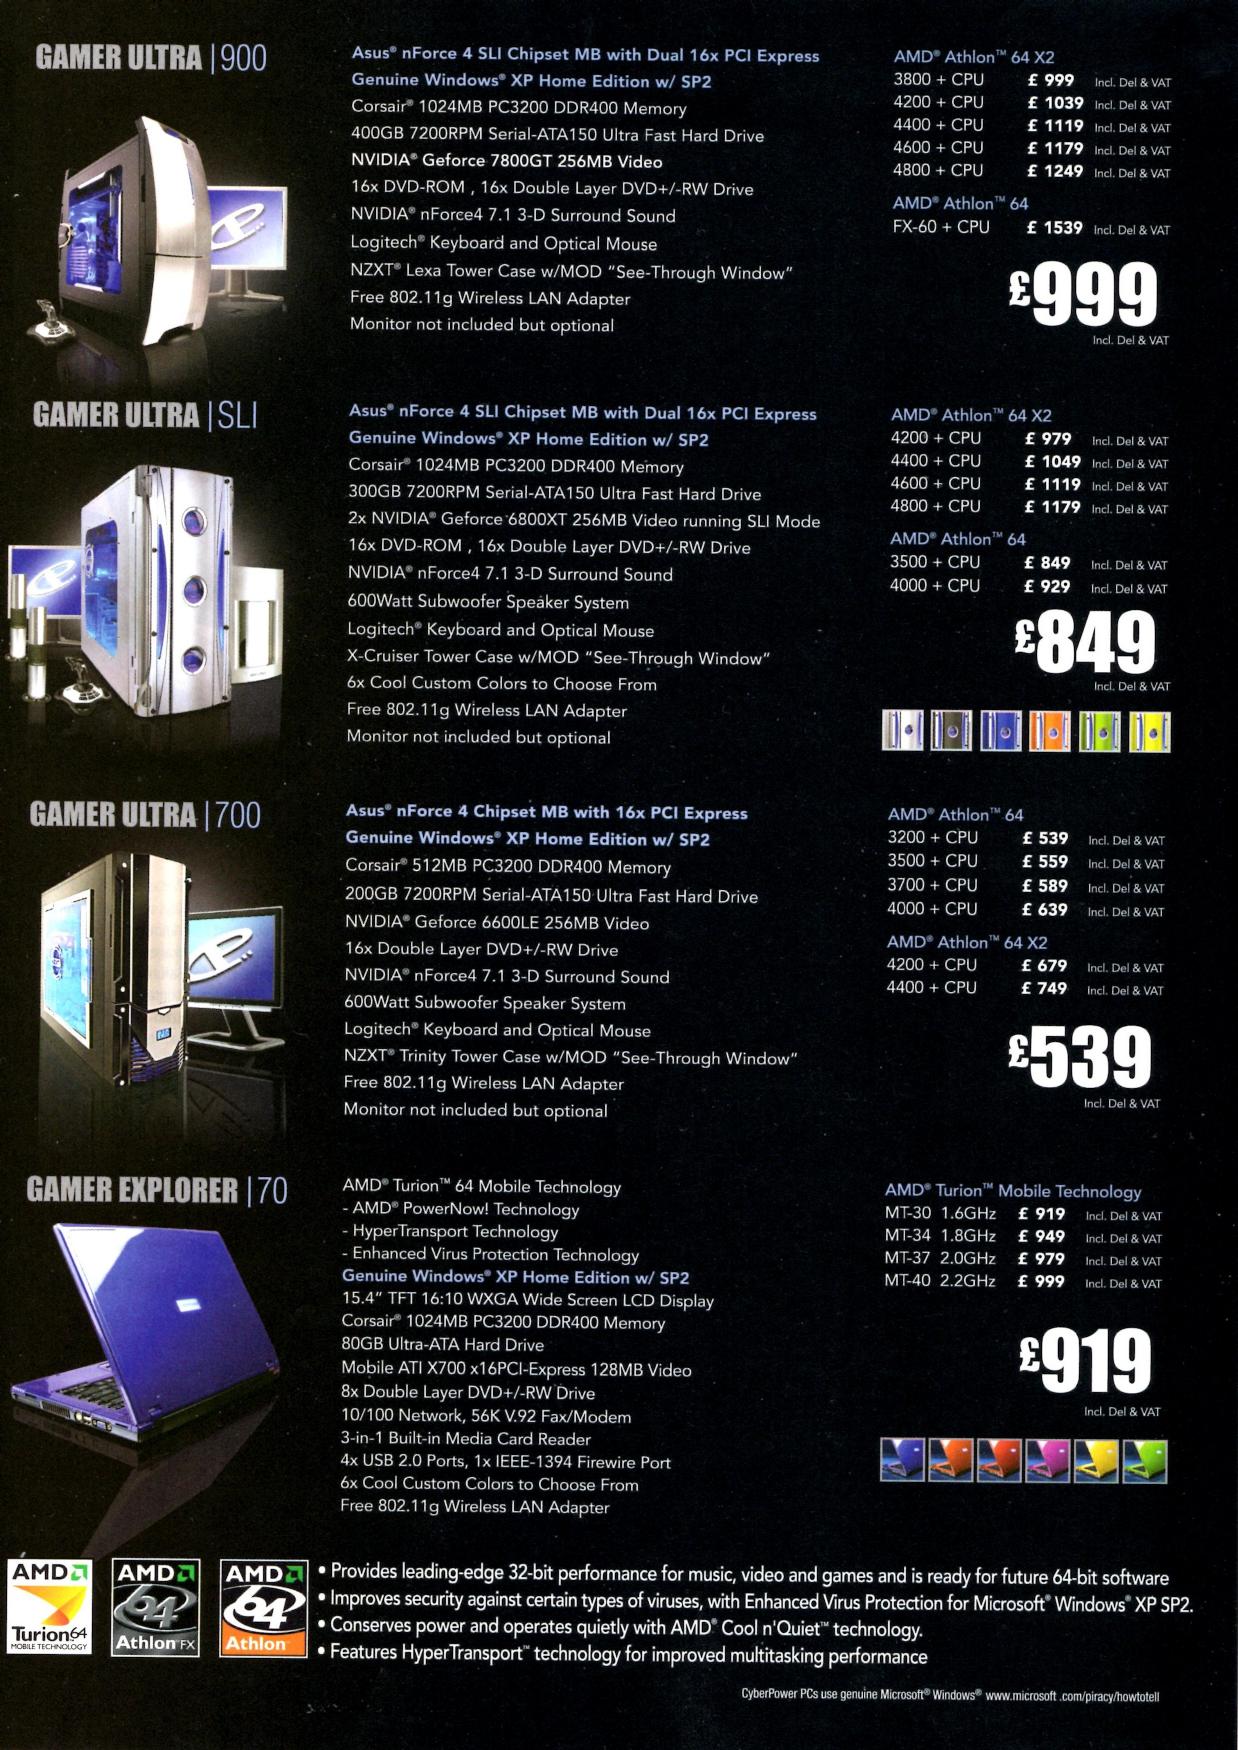 GAMER ULTRA | 900
Asus® nForce 4 SLI Chipset MB with Dual 16x PCI Express
Genuine Windows® XP Home Edition w/ SP2
Corsair® 1024MB PC3200 DDR400 Memory
400GB 7200RPM Serial-ATA150 Ultra Fast Hard Drive
NVIDIA® Geforce 7800GT 256MB Video
16x DVD-ROM , 16x Double Layer DVD+/-RW Drive
NVIDIA® nForce4 7.1 3-D Surround Sound
Logitech® Keyboard and Optical Mouse
NZXT® Lexa Tower Case w/MOD “See-Through Window”
Free 802.11g Wireless LAN Adapter
Monitor not included but optional
AMD® Athlon™ 64 X2
3800 + CPU £ 999 Incl. Del & VAT
4200 + CPU £ 1039 Incl. Del & VAT
4400 + CPU £ 1119 Incl. Del & VAT
4600 + CPU £ 1179 Incl. Del & VAT
4800 + CPU £ 1249 Incl. Del & VAT
AMD® Athlon™ 64
FX-60 + CPU £ 1539 Incl. Del & VAT
£999
Incl. Del & VAT
GAMER ULTRA | SLI
Asus® nForce 4 SLI Chipset MB with Dual 16x PCI Express
Genuine Windows® XP Home Edition w/ SP2
Corsair® 1024MB PC3200 DDR400 Memory
300GB 7200RPM Serial-ATA150 Ultra Fast Hard Drive
2x NVIDIA® Geforce 6800XT 256MB Video running SLI Mode
16x DVD-ROM , 16x Double Layer DVD+/-RW Drive
NVIDIA® nForce4 7.1 3-D Surround Sound
600Watt Subwoofer Speaker System
Logitech® Keyboard and Optical Mouse
X-Cruiser Tower Case w/MOD “See-Through Window”
6x Cool Custom Colors to Choose From
Free 802.11g Wireless LAN Adapter
Monitor not included but optional
AMD® Athlon™ 64 X2
4200 + CPU £ 979 Incl. Del & VAT
4400 + CPU £ 1049 Incl. Del & VAT
4600 + CPU £ 1119 Incl. Del & VAT
4800 + CPU £ 1179 Incl. Del & VAT
AMD® Athlon™ 64
3500 + CPU £ 849 Incl. Del & VAT
4000 + CPU £ 929 Incl. Del & VAT
£849
Incl. Del & VAT
GAMER ULTRA | 700
Asus® nForce 4 Chipset MB with 16x PCI Express
Genuine Windows® XP Home Edition w/ SP2
Corsair® 512MB PC3200 DDR400 Memory
200GB 7200RPM Serial-ATA150 Ultra Fast Hard Drive
NVIDIA® Geforce 6600LE 256MB Video
16x Double Layer DVD+/-RW Drive
NVIDIA® nForce4 7.1 3-D Surround Sound
600Watt Subwoofer Speaker System
Logitech® Keyboard and Optical Mouse
NZXT® Trinity Tower Case w/MOD “See-Through Window”
Free 802.11g Wireless LAN Adapter
Monitor not included but optional
AMD® Athlon™ 64
3200 + CPU £ 539 Incl. Del & VAT
3500 + CPU £ 559 Incl. Del & VAT
3700 + CPU £ 589 Incl. Del & VAT
4000 + CPU £ 639 Incl. Del & VAT
AMD® Athlon™ 64 X2
4200 + CPU £ 679 Incl. Del & VAT
4400 + CPU £ 749 Incl. Del & VAT
£539
Incl. Del & VAT
GAMER EXPLORER | 70
AMD® Turion™ 64 Mobile Technology
- AMD® PowerNow! Technology
- HyperTransport Technology
- Enhanced Virus Protection Technology
Genuine Windows® XP Home Edition w/ SP2
15.4” TFT 16:10 WXGA Wide Screen LCD Display
Corsair® 1024MB PC3200 DDR400 Memory
80GB Ultra-ATA Hard Drive
Mobile ATI X700 x16PCI-Express 128MB Video
8x Double Layer DVD+/-RW Drive
10/100 Network, 56K V.92 Fax/Modem
3-in-1 Built-in Media Card Reader
4x USB 2.0 Ports, 1x IEEE-1394 Firewire Port
6x Cool Custom Colors to Choose From
Free 802.11g Wireless LAN Adapter
AMD® Turion™ Mobile Technology
MT-30 1.6GHz £ 919 Incl. Del & VAT
MT-34 1.8GHz £ 949 Incl. Del & VAT
MT-37 2.0GHz £ 979 Incl. Del & VAT
MT-40 2.2GHz £ 999 Incl. Del & VAT
£919
Incl. Del & VAT
AMD
Turion64
MOBILE TECHNOLOGY
AMD
64
Athlon™FX
AMD
64
Athlon™
• Provides leading-edge 32-bit performance for music, video and games and is ready for future 64-bit software
• Improves security against certain types of viruses, with Enhanced Virus Protection for Microsoft® Windows® XP SP2.
• Conserves power and operates quietly with AMD® Cool n'Quiet™ technology.
• Features HyperTransport™ technology for improved multitasking performance
CyberPower PCs use genuine Microsoft® Windows® www.microsoft .com/piracy/howtotell